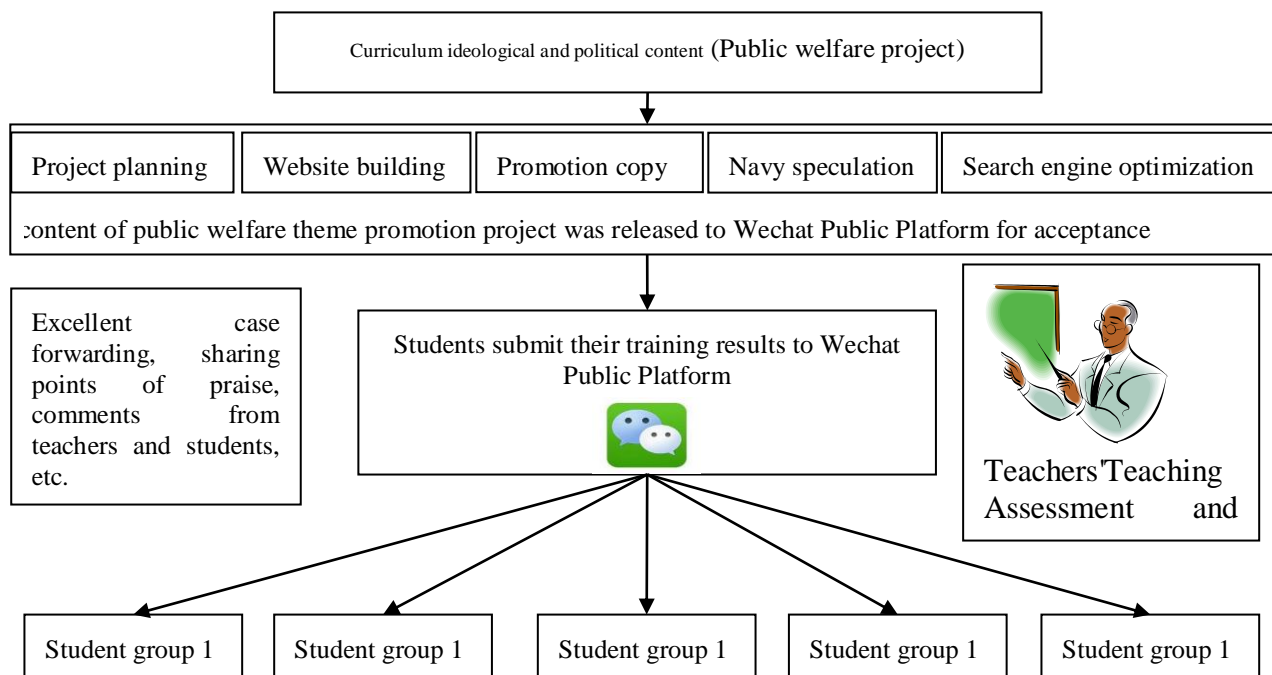 Curriculum ideological and political content (Public welfare project)
Project planning
Website building
Promotion copy
Navy speculation
Search engine optimization
content of public welfare theme promotion project was released to Wechat Public Platform for acceptance
Excellent case
forwarding, sharing
points of praise,
comments from
teachers and students,
etc.
Students submit their training results to Wechat
Public Platform
Teachers'Teaching
Assessment and
Student group 1
Student group 1
Student group 1
Student group 1
Student group 1